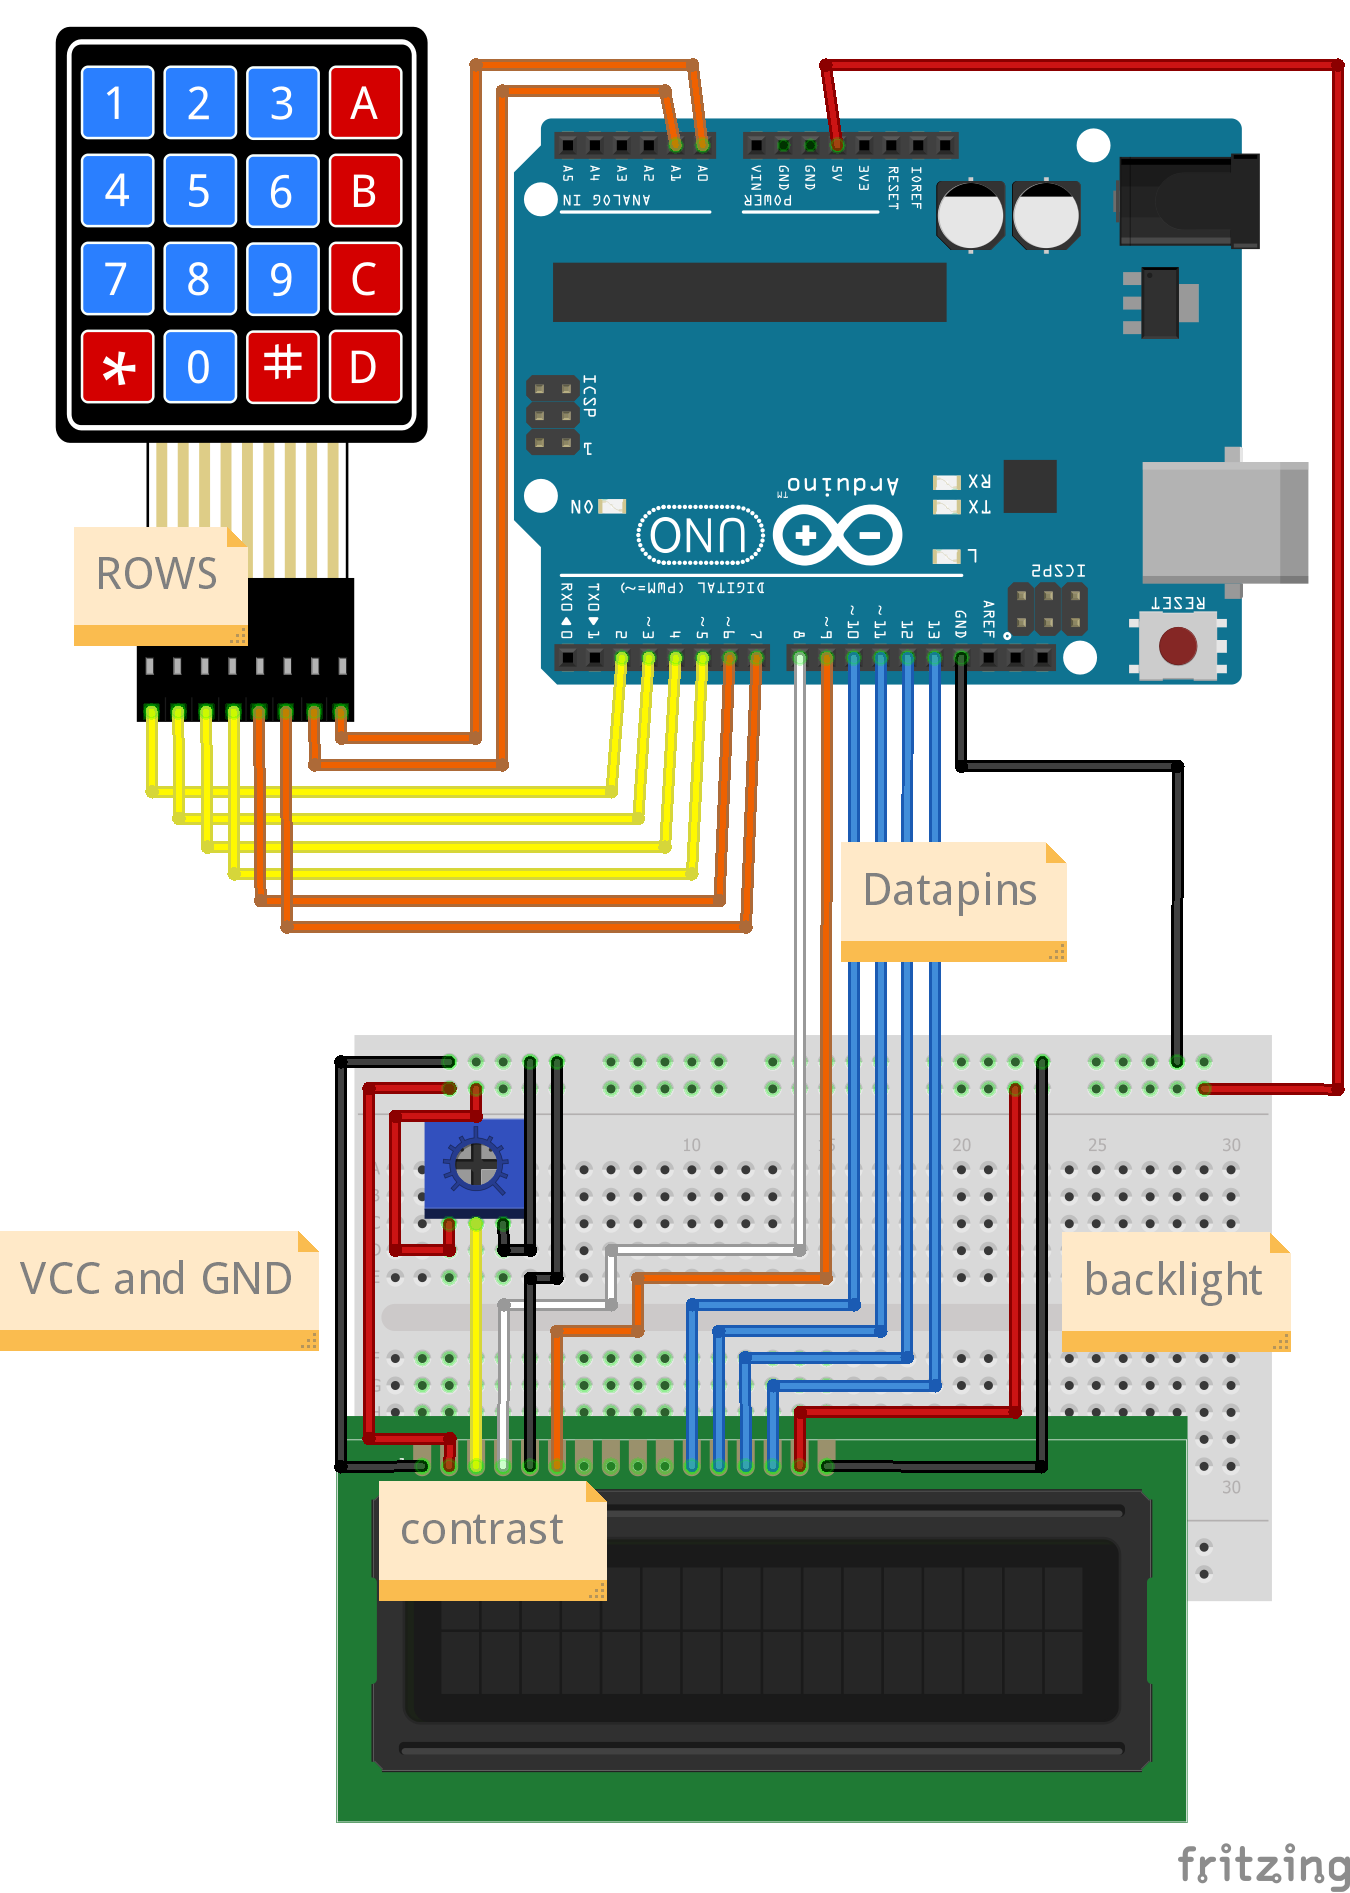 1 2 3 A
4 5 6 B
7 8 9 C
* 0 # D
ROWS
A5 A4 A3 A2 A1 A0
ANALOG IN
VIN GND GND 5V 3V3 RESET IOREF
POWER
ICSP
1
ON
UNO
Arduino
TM
RX
TX
L
ICSP2
RESET
DIGITAL (PWM=~)
RX0 TX0
0 1 2 ~3 4 ~5 ~6 7 8 ~9 ~10 ~11 12 13 GND AREF
Datapins
10 15 20 25 30
VCC and GND
backlight
30
contrast
fritzing